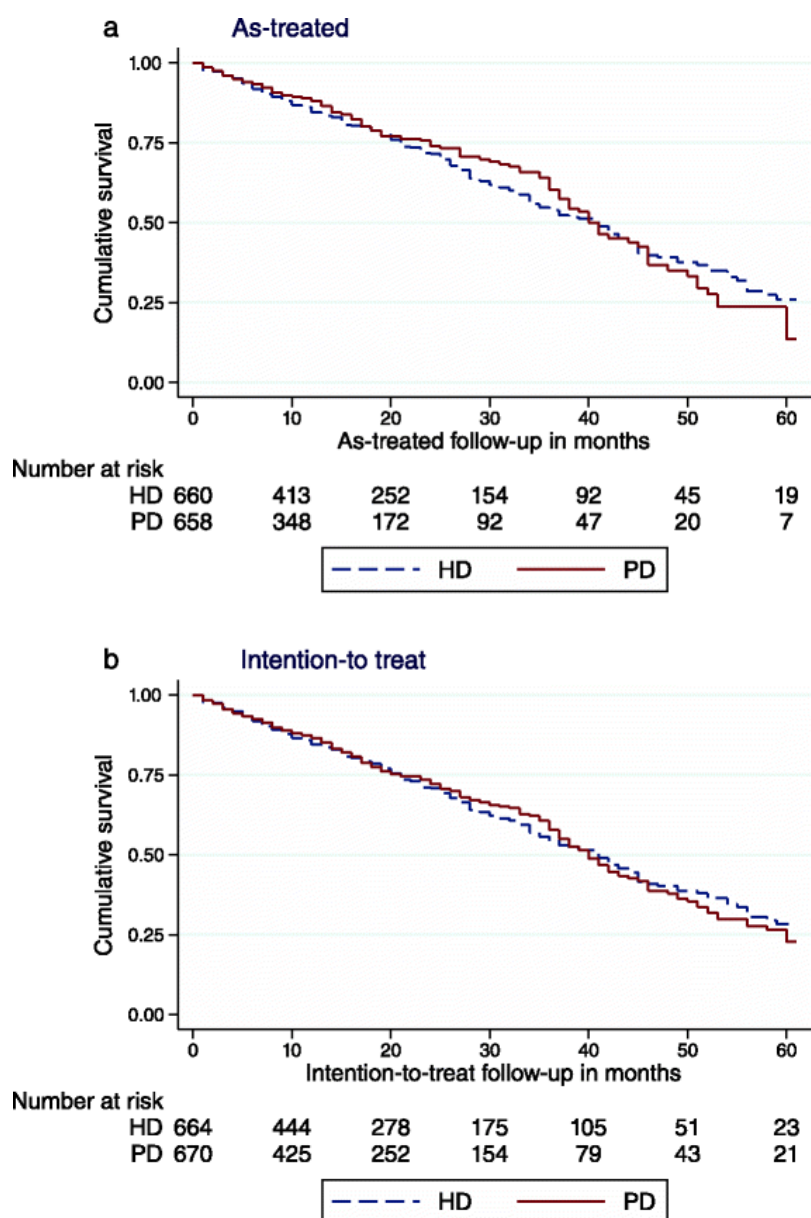 a As-treated
1.00
0.75
0.50
0.25
0.00
Cumulative survival
0 10 20 30 40 50 60
As-treated follow-up in months
Number at risk
HD 660 413 252 154 92 45 19
PD 658 348 172 92 47 20 7
HD PD
b Intention-to treat
1.00
0.75
0.50
0.25
0.00
Cumulative survival
0 10 20 30 40 50 60
Intention-to-treat follow-up in months
Number at risk
HD 664 444 278 175 105 51 23
PD 670 425 252 154 79 43 21
HD PD